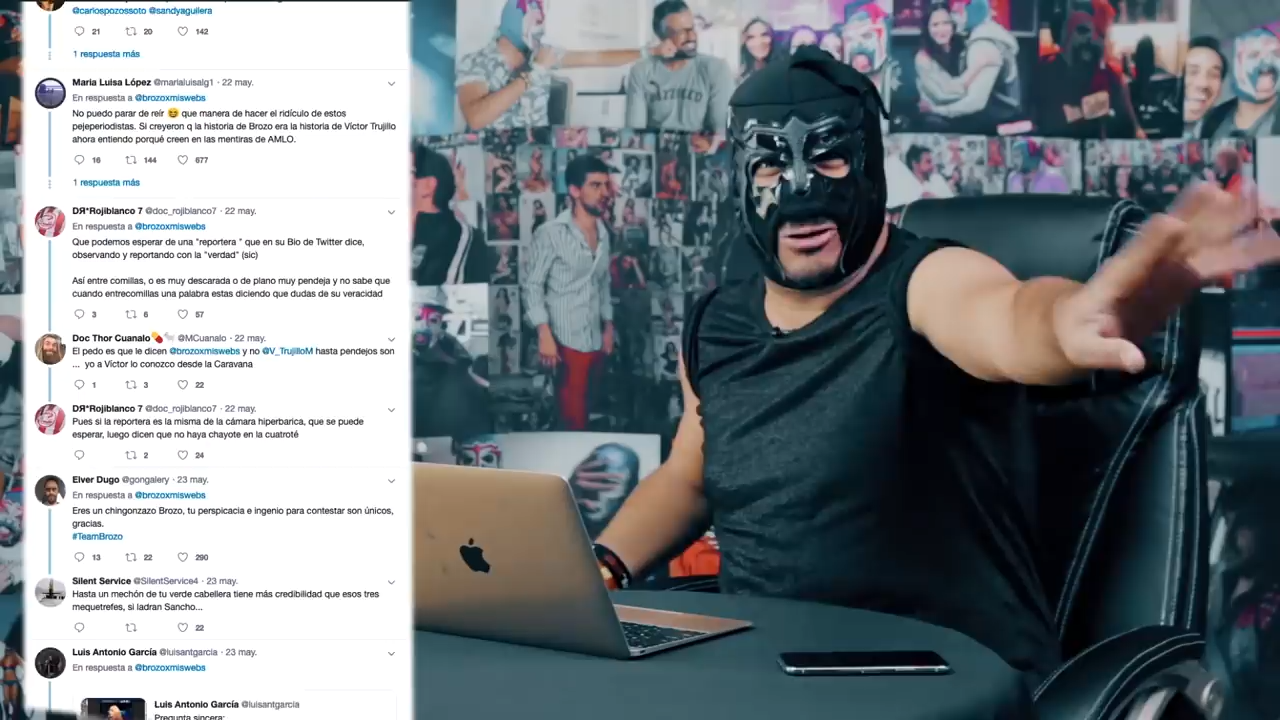 @carlospozossoto @sandyaguilera
21 20 142
1 respuesta más
Maria Luisa López @marialuisalg1 · 22 may.
En respuesta a @brozoxmiswebs
No puedo parar de reír 😆 que manera de hacer el ridículo de estos
pejeperiodistas. Si creyeron q la historia de Brozo era la historia de Víctor Trujillo
ahora entiendo porqué creen en las mentiras de AMLO.
16 144 677
1 respuesta más
DЯ*Rojiblanco 7 @doc_rojiblanco7 · 22 may.
En respuesta a @brozoxmiswebs
Que podemos esperar de una "reportera " que en su Bio de Twitter dice,
observando y reportando con la "verdad" (sic)
Así entre comillas, o es muy descarada o de plano muy pendeja y no sabe que
cuando entrecomillas una palabra estas diciendo que dudas de su veracidad
3 6 57
Doc Thor Cuanalo @MCuanalo · 22 may.
El pedo es que le dicen @brozoxmiswebs y no @V_TrujilloM hasta pendejos son
... yo a Víctor lo conozco desde la Caravana
1 3 22
DЯ*Rojiblanco 7 @doc_rojiblanco7 · 22 may.
Pues si la reportera es la misma de la cámara hiperbarica, que se puede
esperar, luego dicen que no haya chayote en la cuatroté
2 24
Elver Dugo @gongalery · 23 may.
En respuesta a @brozoxmiswebs
Eres un chingonzazo Brozo, tu perspicacia e ingenio para contestar son únicos,
gracias.
#TeamBrozo
13 22 290
Silent Service @SilentService4 · 23 may.
Hasta un mechón de tu verde cabellera tiene más credibilidad que esos tres
mequetrefes, si ladran Sancho...
22
Luis Antonio García @luisantgarcia · 23 may.
En respuesta a @brozoxmiswebs
Luis Antonio García @luisantgarcia
Pregunta sincera: